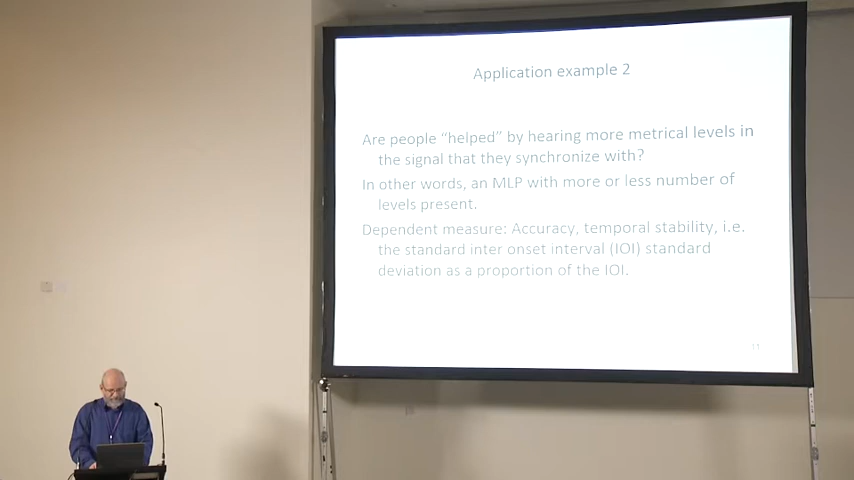 Application example 2
Are people “helped” by hearing more metrical levels in
the signal that they synchronize with?
In other words, an MLP with more or less number of
levels present.
Dependent measure: Accuracy, temporal stability, i.e.
the standard inter onset interval (IOI) standard
deviation as a proportion of the IOI.
11